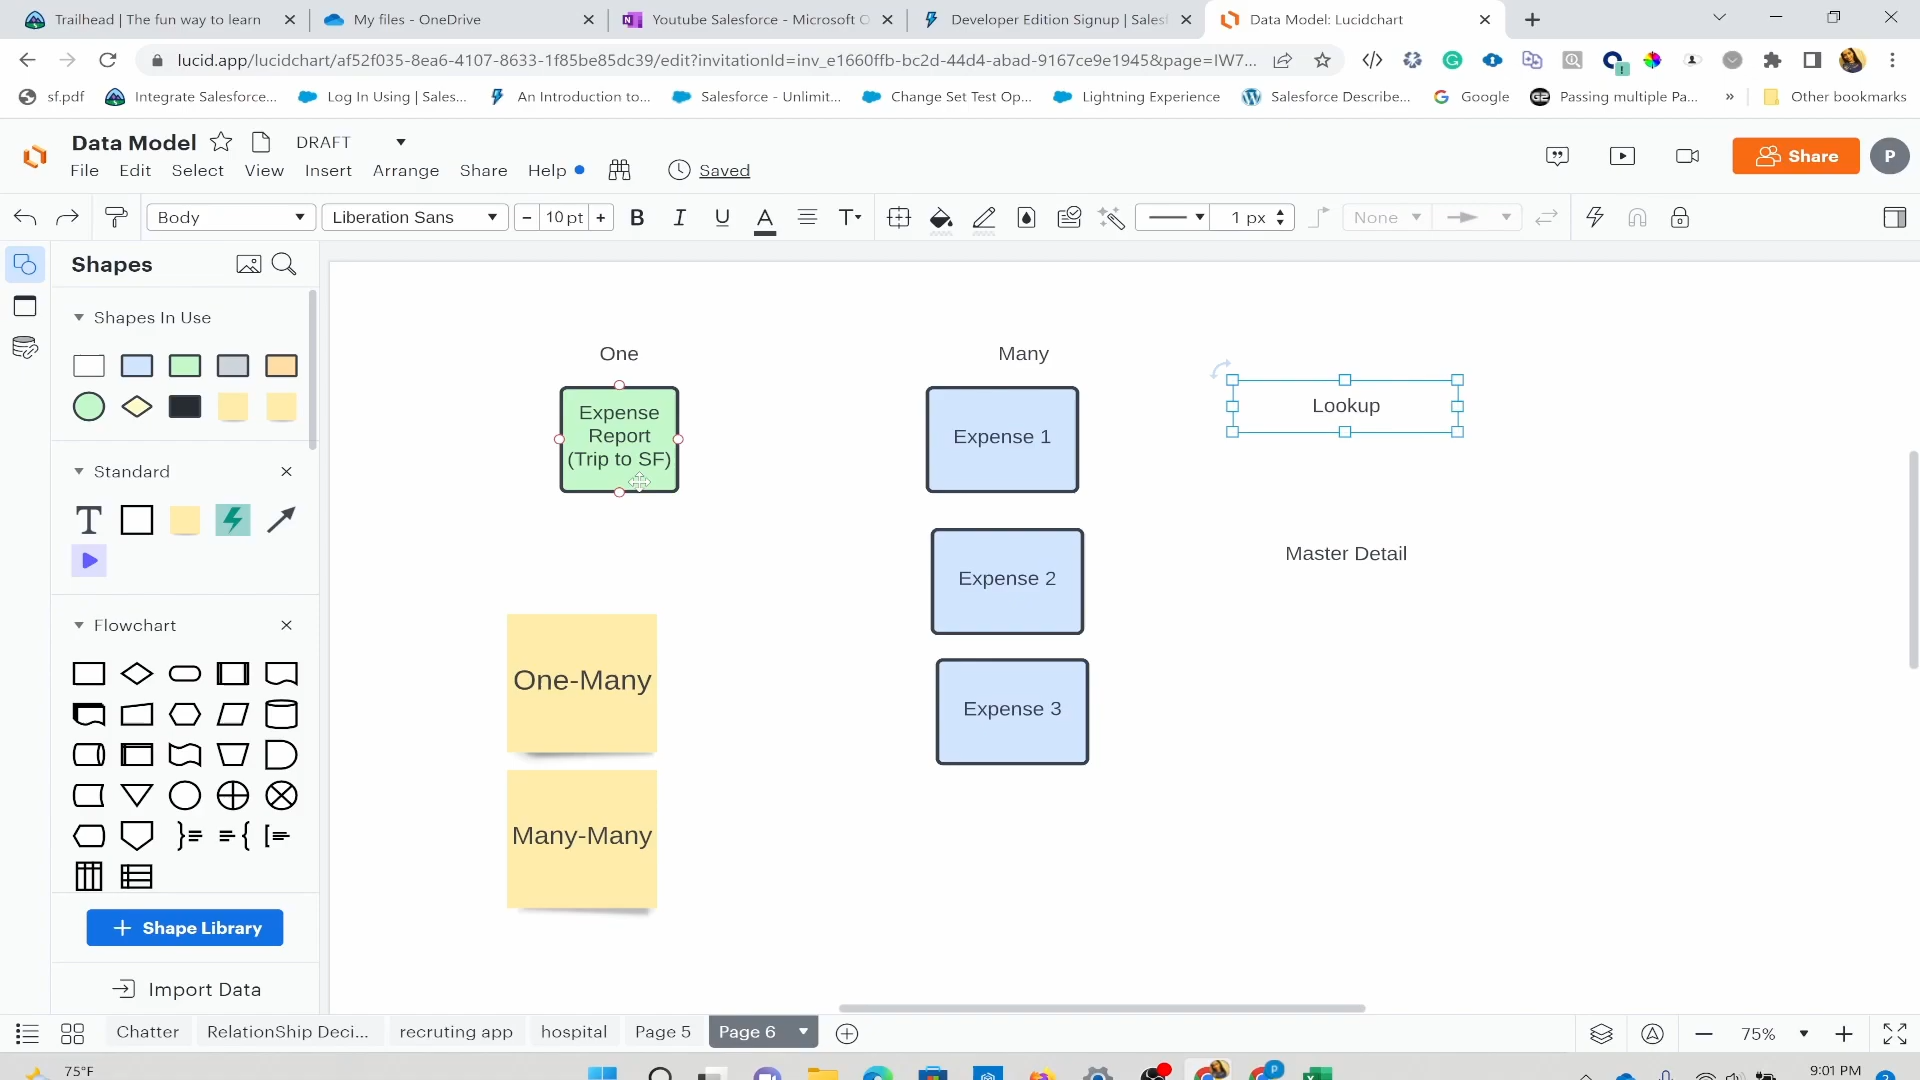 Trailhead | The fun way to learn
My files - OneDrive
Youtube Salesforce - Microsoft O
Developer Edition Signup | Sales
Data Model: Lucidchart
lucid.app/lucidchart/af52f035-8ea6-4107-8633-1f85be85dc39/edit?invitationId=inv_e1660ffb-bc2d-44d4-abad-9167ce9e1945&page=IW7...
sf.pdf
Integrate Salesforce...
Log In Using | Sales...
An Introduction to...
Salesforce - Unlimit...
Change Set Test Op...
Lightning Experience
Salesforce Describe...
Google
Passing multiple Pa...
»
Other bookmarks
Data Model
DRAFT
File Edit Select View Insert Arrange Share Help
Saved
Share
P
Body
Liberation Sans
- 10 pt +
B I U A
1 px
None
Shapes
Shapes In Use
Standard
T
Flowchart
+ Shape Library
Import Data
One
Many
Expense
Report
(Trip to SF)
Expense 1
Lookup
Expense 2
Master Detail
Expense 3
One-Many
Many-Many
Chatter
RelationShip Deci...
recruting app
hospital
Page 5
Page 6
75%
75°F
9:01 PM